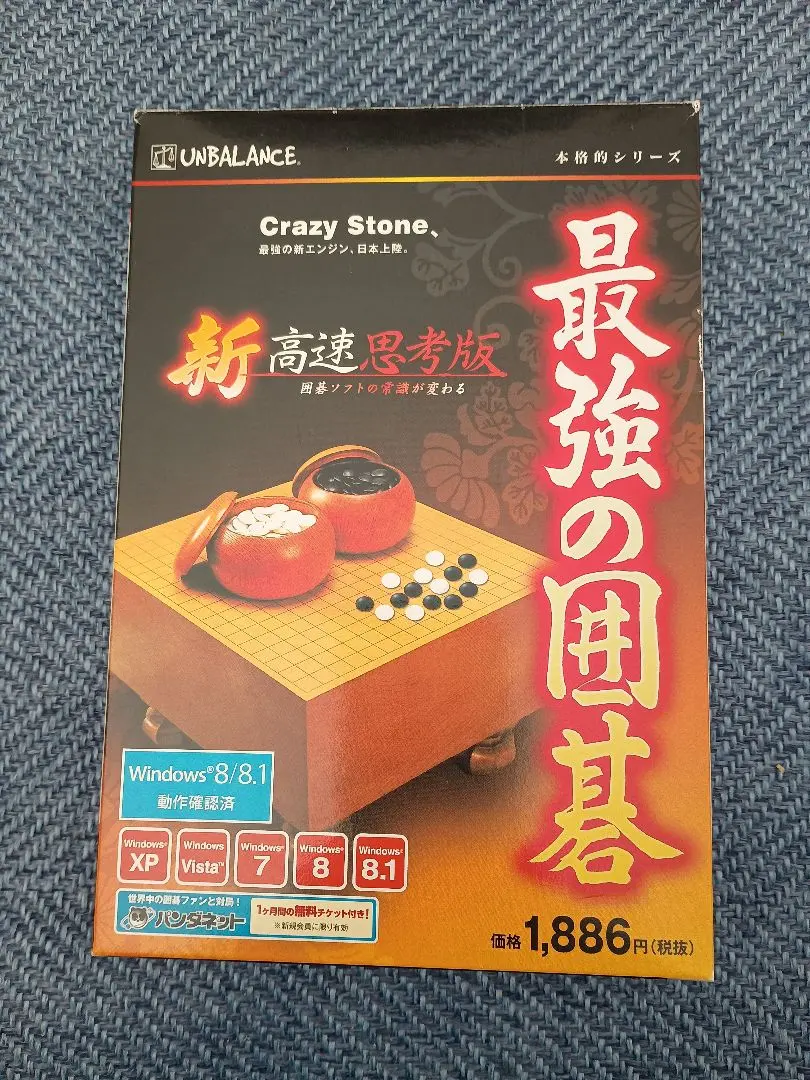 UNBALANCE®
本格的シリーズ
Crazy Stone、
最強の新エンジン、日本上陸。
新 高速 思考版
囲碁ソフトの常識が変わる
最強の囲碁
Windows®8/8.1
動作確認済
Windows® XP
Windows Vista™
Windows® 7
Windows® 8
Windows® 8.1
世界中の囲碁ファンと対局!
パンダネット
1ヶ月間の無料チケット付き!
※新規会員に限り有効
価格1,886円(税抜)